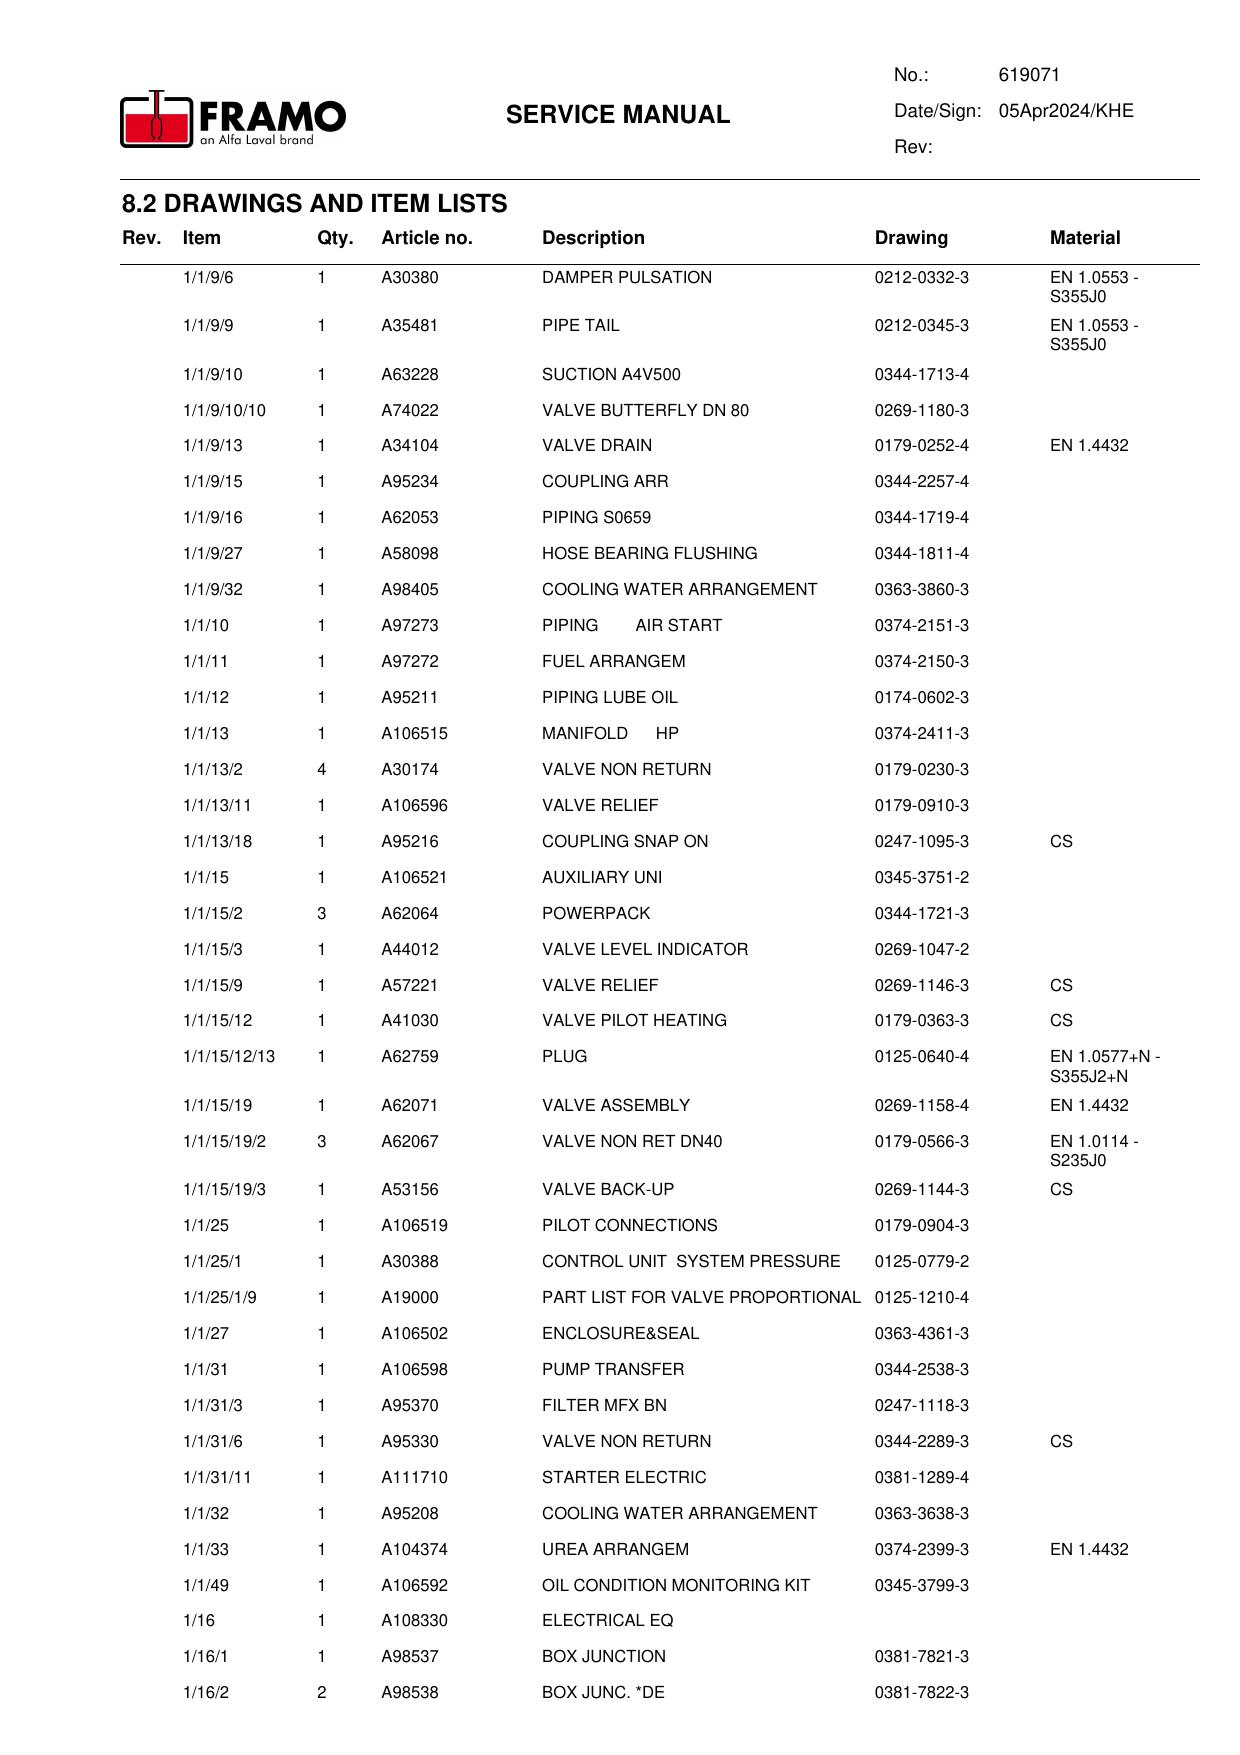 No.: 619071
FRAMO
an Alfa Laval brand
SERVICE MANUAL
Date/Sign: 05Apr2024/KHE
Rev:
8.2 DRAWINGS AND ITEM LISTS
Rev. Item Qty. Article no. Description Drawing Material
1/1/9/6 1 A30380 DAMPER PULSATION 0212-0332-3 EN 1.0553 -
S355J0
1/1/9/9 1 A35481 PIPE TAIL 0212-0345-3 EN 1.0553 -
S355J0
1/1/9/10 1 A63228 SUCTION A4V500 0344-1713-4
1/1/9/10/10 1 A74022 VALVE BUTTERFLY DN 80 0269-1180-3
1/1/9/13 1 A34104 VALVE DRAIN 0179-0252-4 EN 1.4432
1/1/9/15 1 A95234 COUPLING ARR 0344-2257-4
1/1/9/16 1 A62053 PIPING S0659 0344-1719-4
1/1/9/27 1 A58098 HOSE BEARING FLUSHING 0344-1811-4
1/1/9/32 1 A98405 COOLING WATER ARRANGEMENT 0363-3860-3
1/1/10 1 A97273 PIPING AIR START 0374-2151-3
1/1/11 1 A97272 FUEL ARRANGEM 0374-2150-3
1/1/12 1 A95211 PIPING LUBE OIL 0174-0602-3
1/1/13 1 A106515 MANIFOLD HP 0374-2411-3
1/1/13/2 4 A30174 VALVE NON RETURN 0179-0230-3
1/1/13/11 1 A106596 VALVE RELIEF 0179-0910-3
1/1/13/18 1 A95216 COUPLING SNAP ON 0247-1095-3 CS
1/1/15 1 A106521 AUXILIARY UNI 0345-3751-2
1/1/15/2 3 A62064 POWERPACK 0344-1721-3
1/1/15/3 1 A44012 VALVE LEVEL INDICATOR 0269-1047-2
1/1/15/9 1 A57221 VALVE RELIEF 0269-1146-3 CS
1/1/15/12 1 A41030 VALVE PILOT HEATING 0179-0363-3 CS
1/1/15/12/13 1 A62759 PLUG 0125-0640-4 EN 1.0577+N -
S355J2+N
1/1/15/19 1 A62071 VALVE ASSEMBLY 0269-1158-4 EN 1.4432
1/1/15/19/2 3 A62067 VALVE NON RET DN40 0179-0566-3 EN 1.0114 -
S235J0
1/1/15/19/3 1 A53156 VALVE BACK-UP 0269-1144-3 CS
1/1/25 1 A106519 PILOT CONNECTIONS 0179-0904-3
1/1/25/1 1 A30388 CONTROL UNIT SYSTEM PRESSURE 0125-0779-2
1/1/25/1/9 1 A19000 PART LIST FOR VALVE PROPORTIONAL 0125-1210-4
1/1/27 1 A106502 ENCLOSURE&SEAL 0363-4361-3
1/1/31 1 A106598 PUMP TRANSFER 0344-2538-3
1/1/31/3 1 A95370 FILTER MFX BN 0247-1118-3
1/1/31/6 1 A95330 VALVE NON RETURN 0344-2289-3 CS
1/1/31/11 1 A111710 STARTER ELECTRIC 0381-1289-4
1/1/32 1 A95208 COOLING WATER ARRANGEMENT 0363-3638-3
1/1/33 1 A104374 UREA ARRANGEM 0374-2399-3 EN 1.4432
1/1/49 1 A106592 OIL CONDITION MONITORING KIT 0345-3799-3
1/16 1 A108330 ELECTRICAL EQ
1/16/1 1 A98537 BOX JUNCTION 0381-7821-3
1/16/2 2 A98538 BOX JUNC. *DE 0381-7822-3